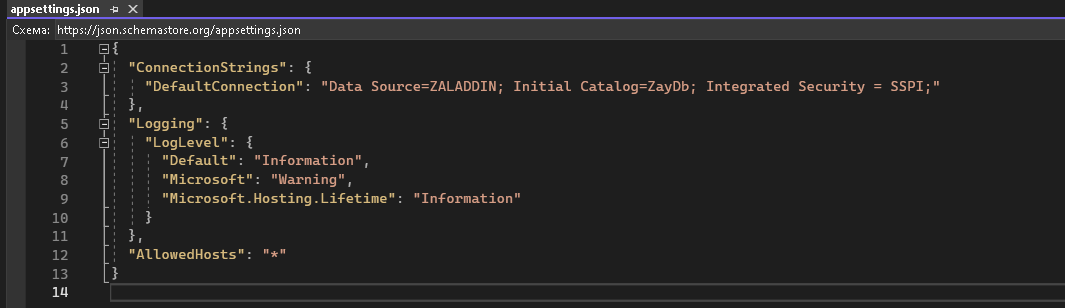 appsettings.json
Схема: https://json.schemastore.org/appsettings.json
1 {
2 "ConnectionStrings": {
3 "DefaultConnection": "Data Source=ZALADDIN; Initial Catalog=ZayDb; Integrated Security = SSPI;"
4 },
5 "Logging": {
6 "LogLevel": {
7 "Default": "Information",
8 "Microsoft": "Warning",
9 "Microsoft.Hosting.Lifetime": "Information"
10 }
11 },
12 "AllowedHosts": "*"
13 }
14